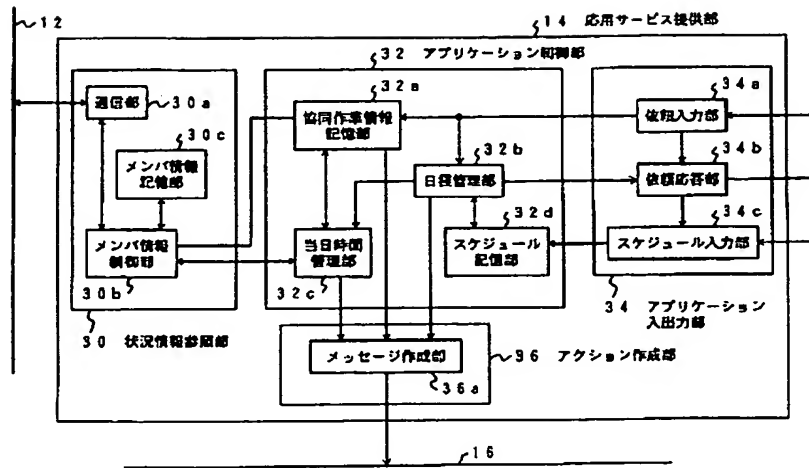 12
14 応用サービス提供部
32 アプリケーション制御部
通信部
30a
30c
メンバ情報
記憶部
メンバ情報
制御部
30b
30 状況情報参照部
32a
協同作業情報
記憶部
32b
日程管理部
当日時間
管理部
32c
32d
スケジュール
記憶部
34a
依頼入力部
34b
依頼応答部
34c
スケジュール入力部
34 アプリケーション
入出力部
メッセージ作成部
36a
36 アクション作成部
16